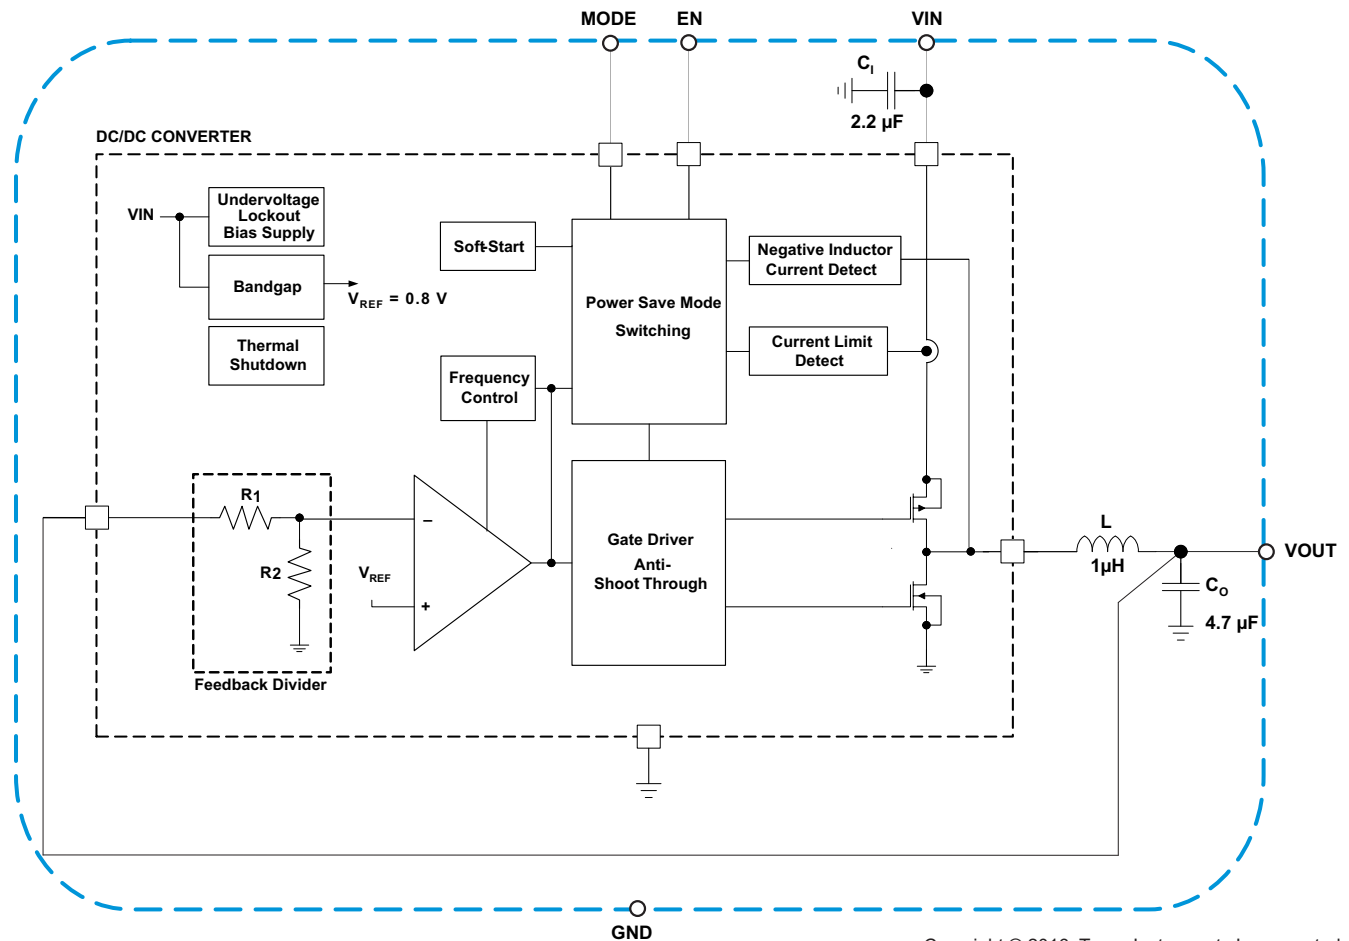 MODE
EN
VIN
CI
2.2 µF
DC/DC CONVERTER
VIN
Undervoltage
Lockout
Bias Supply
Bandgap
VREF = 0.8 V
Thermal
Shutdown
Soft-Start
Negative Inductor
Current Detect
Power Save Mode
Switching
Current Limit
Detect
Frequency
Control
R1
R2
Feedback Divider
VREF
−
+
Gate Driver
Anti-
Shoot Through
L
1µH
VOUT
CO
4.7 µF
GND